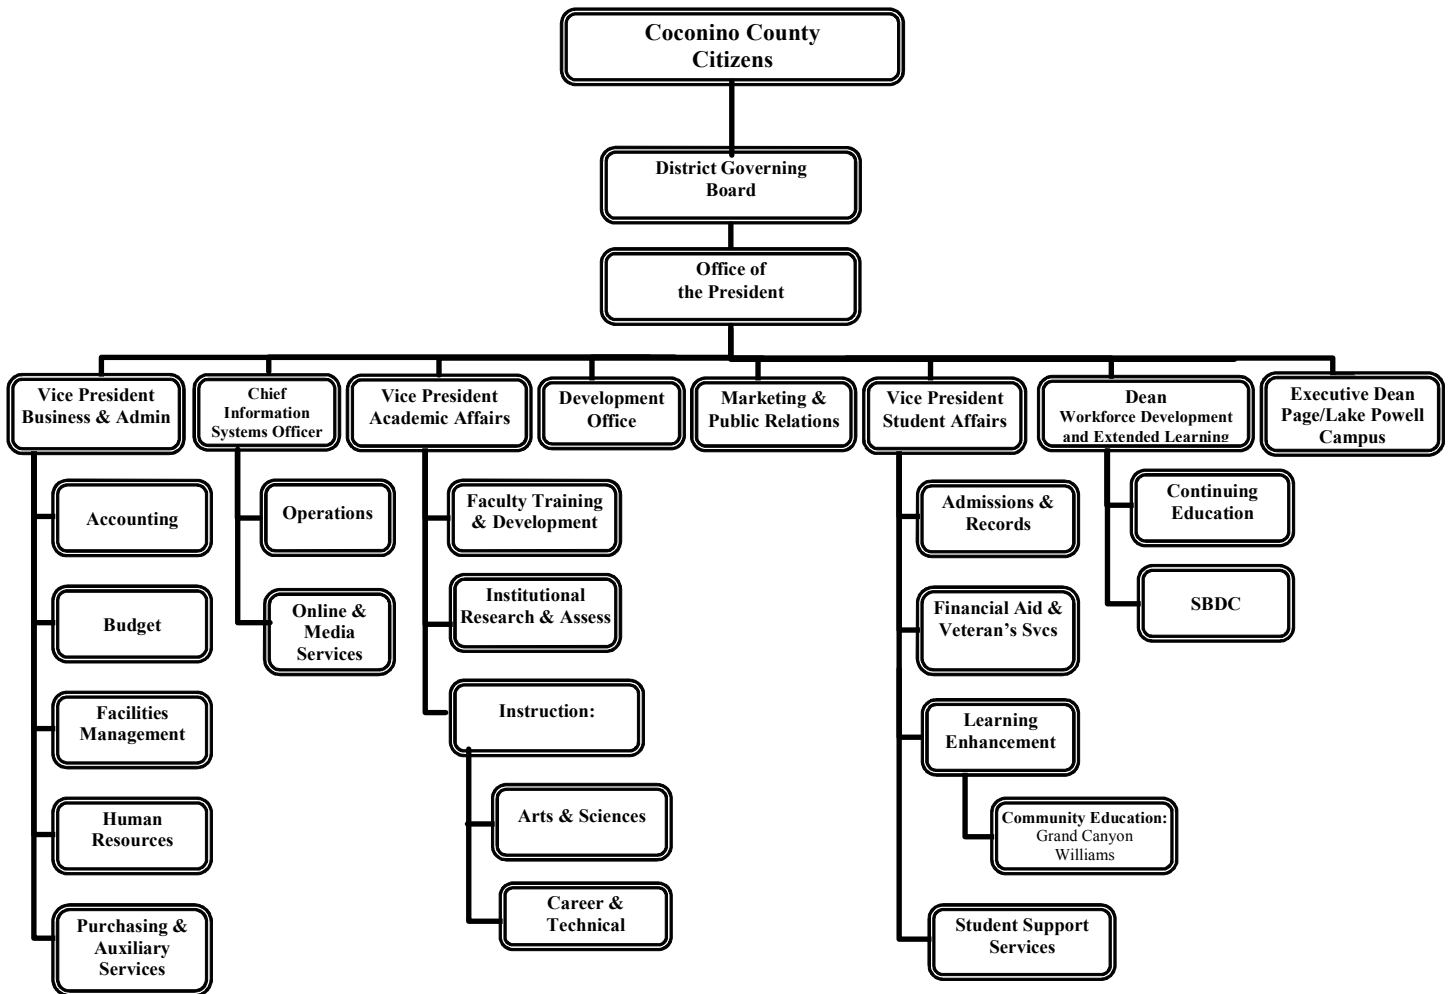 Coconino County
Citizens
District Governing
Board
Office of
the President
Vice President
Business & Admin
Chief
Information
Systems Officer
Vice President
Academic Affairs
Development
Office
Marketing &
Public Relations
Vice President
Student Affairs
Dean
Workforce Development
and Extended Learning
Executive Dean
Page/Lake Powell
Campus
Accounting
Budget
Facilities
Management
Human
Resources
Purchasing &
Auxiliary
Services
Operations
Online &
Media
Services
Faculty Training
& Development
Institutional
Research & Assess
Instruction:
Arts & Sciences
Career &
Technical
Admissions &
Records
Financial Aid &
Veteran’s Svcs
Learning
Enhancement
Community Education:
Grand Canyon
Williams
Student Support
Services
Continuing
Education
SBDC